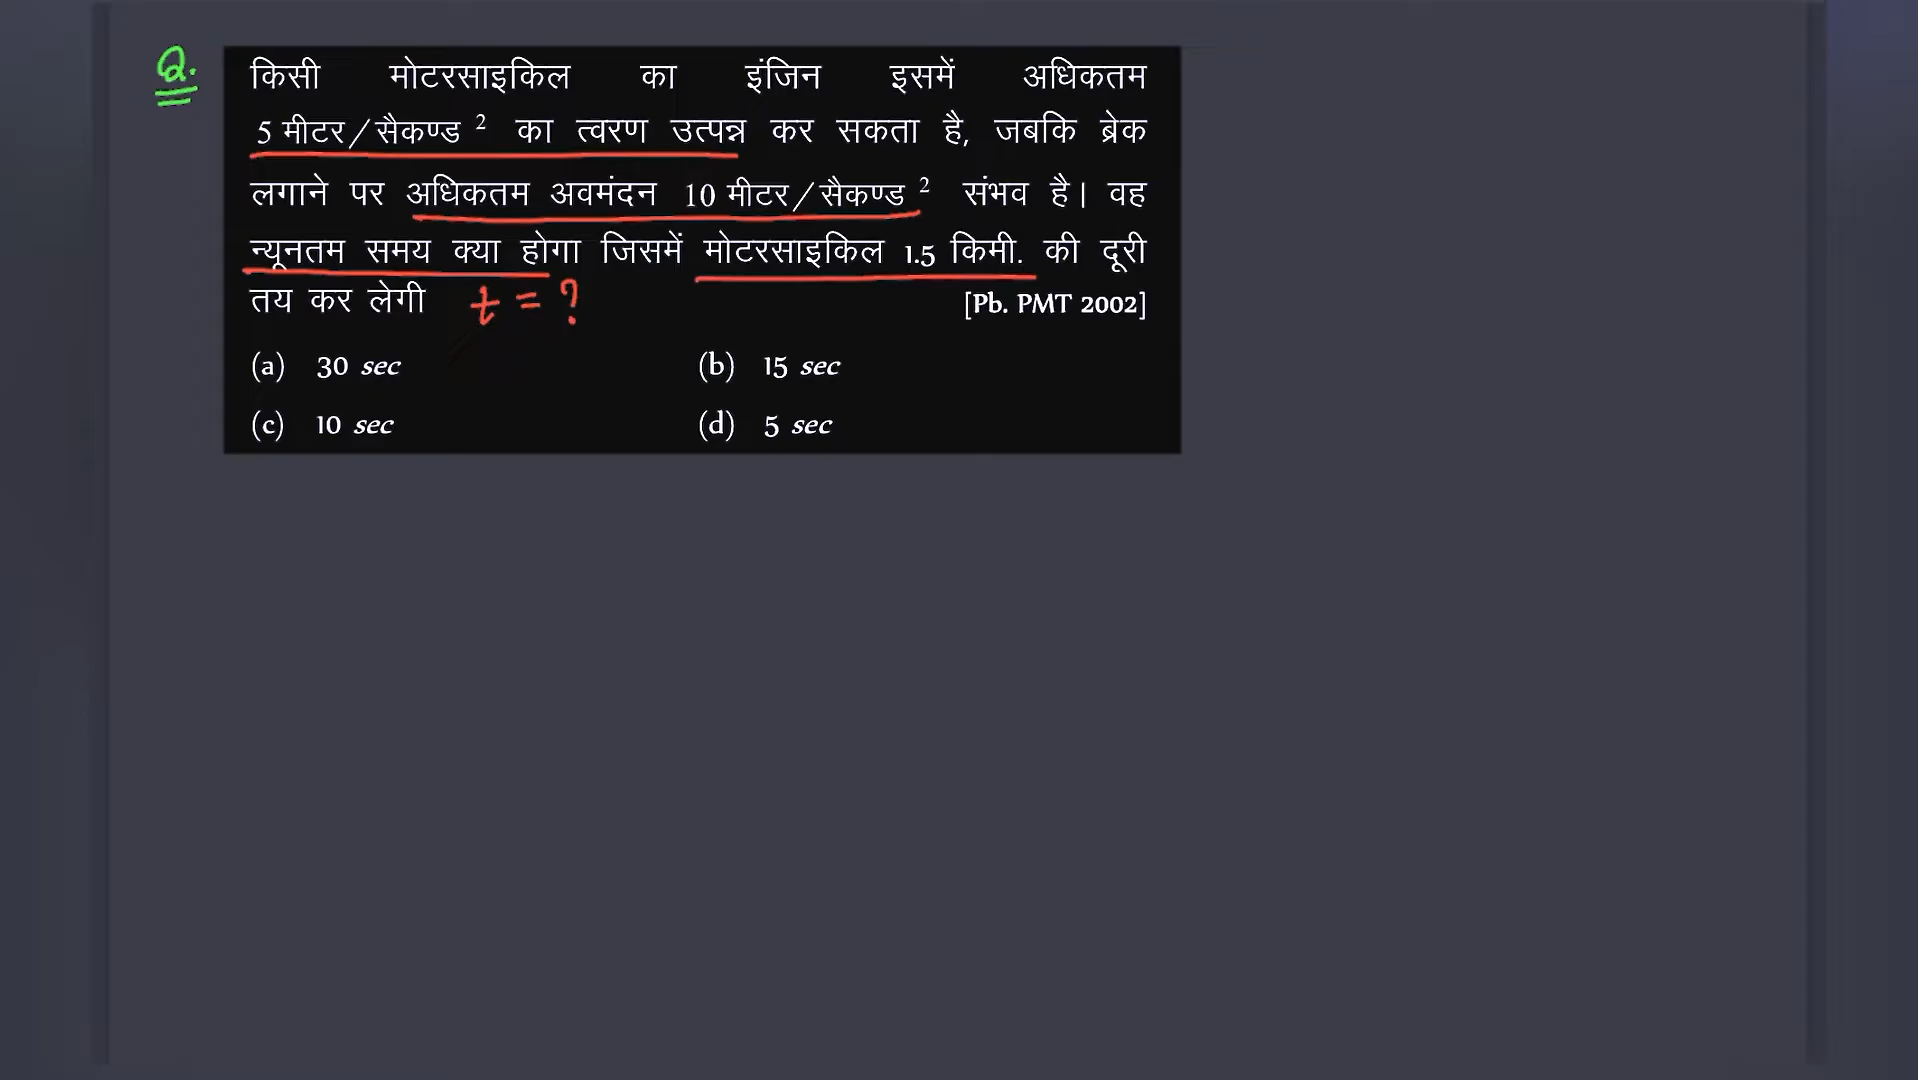 Q. किसी मोटरसाइकिल का इंजिन इसमें अधिकतम
5 मीटर/सैकण्ड ² का त्वरण उत्पन्न कर सकता है, जबकि ब्रेक
लगाने पर अधिकतम अवमंदन 10 मीटर/सैकण्ड ² संभव है। वह
न्यूनतम समय क्या होगा जिसमें मोटरसाइकिल 1.5 किमी. की दूरी
तय कर लेगी t = ? [Pb. PMT 2002]
(a) 30 sec (b) 15 sec
(c) 10 sec (d) 5 sec